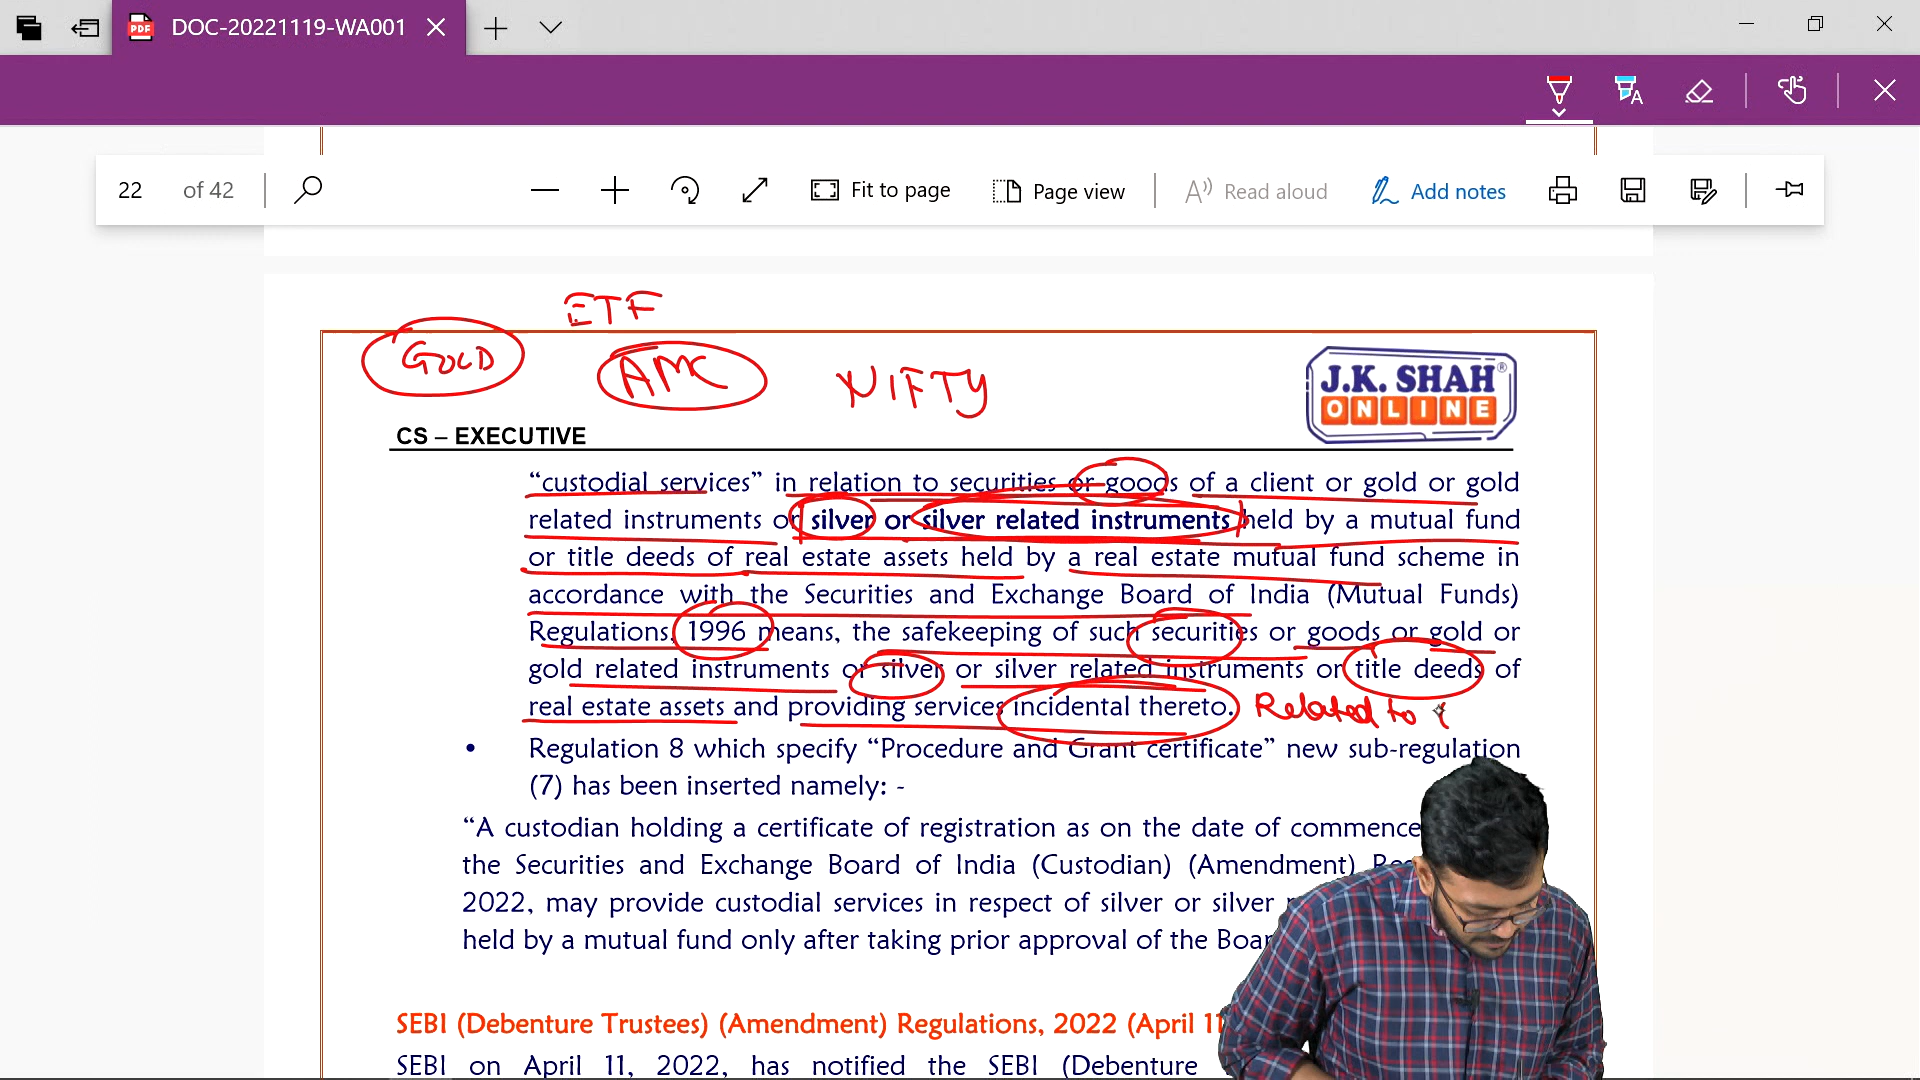 DOC-20221119-WA001
22 of 42
Fit to page
Page view
Read aloud
Add notes
ETF
GOLD
AMC
NIFTY
J.K. SHAH®
ONLINE
CS – EXECUTIVE
“custodial services” in relation to securities or goods of a client or gold or gold
related instruments or silver or silver related instruments held by a mutual fund
or title deeds of real estate assets held by a real estate mutual fund scheme in
accordance with the Securities and Exchange Board of India (Mutual Funds)
Regulations, 1996 means, the safekeeping of such securities or goods or gold or
gold related instruments or silver or silver related instruments or title deeds of
real estate assets and providing services incidental thereto. Related to
• Regulation 8 which specify “Procedure and Grant certificate” new sub-regulation
(7) has been inserted namely: -
“A custodian holding a certificate of registration as on the date of commence
the Securities and Exchange Board of India (Custodian) (Amendment)
2022, may provide custodial services in respect of silver or silver
held by a mutual fund only after taking prior approval of the
SEBI (Debenture Trustees) (Amendment) Regulations, 2022 (April 11
SEBI on April 11, 2022, has notified the SEBI (Debenture